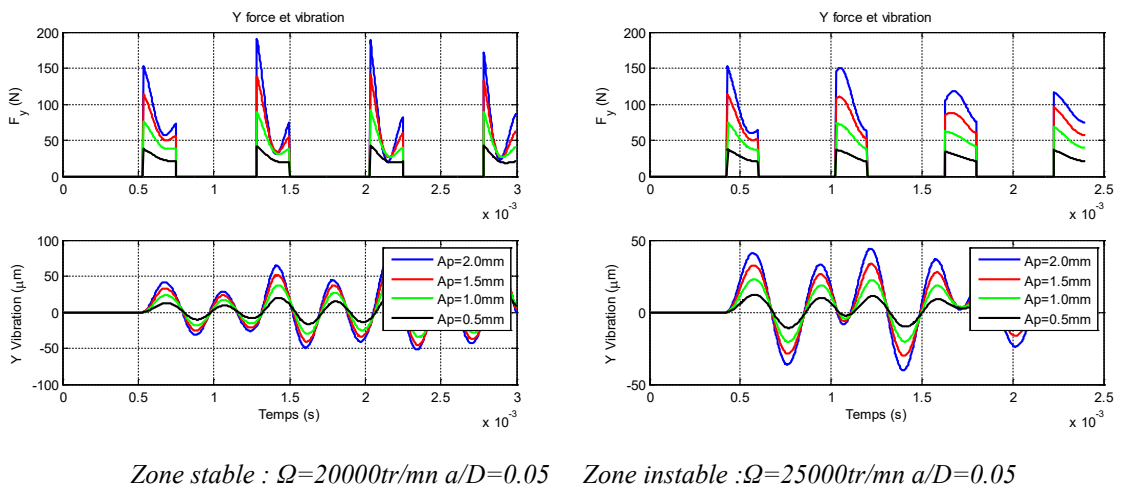 Y force et vibration
200
150
100
50
0
F y (N)
0 0.5 1 1.5 2 2.5 3
x 10 -3
100
50
0
-50
-100
Y Vibration (μm)
Ap=2.0mm
Ap=1.5mm
Ap=1.0mm
Ap=0.5mm
0 0.5 1 1.5 2 2.5 3
x 10 -3
Temps (s)
Y force et vibration
200
150
100
50
0
F y (N)
0 0.5 1 1.5 2 2.5
x 10 -3
50
0
-50
Y Vibration (μm)
Ap=2.0mm
Ap=1.5mm
Ap=1.0mm
Ap=0.5mm
0 0.5 1 1.5 2 2.5
x 10 -3
Temps (s)
Zone stable : Ω=20000tr/mn a/D=0.05 Zone instable :Ω=25000tr/mn a/D=0.05